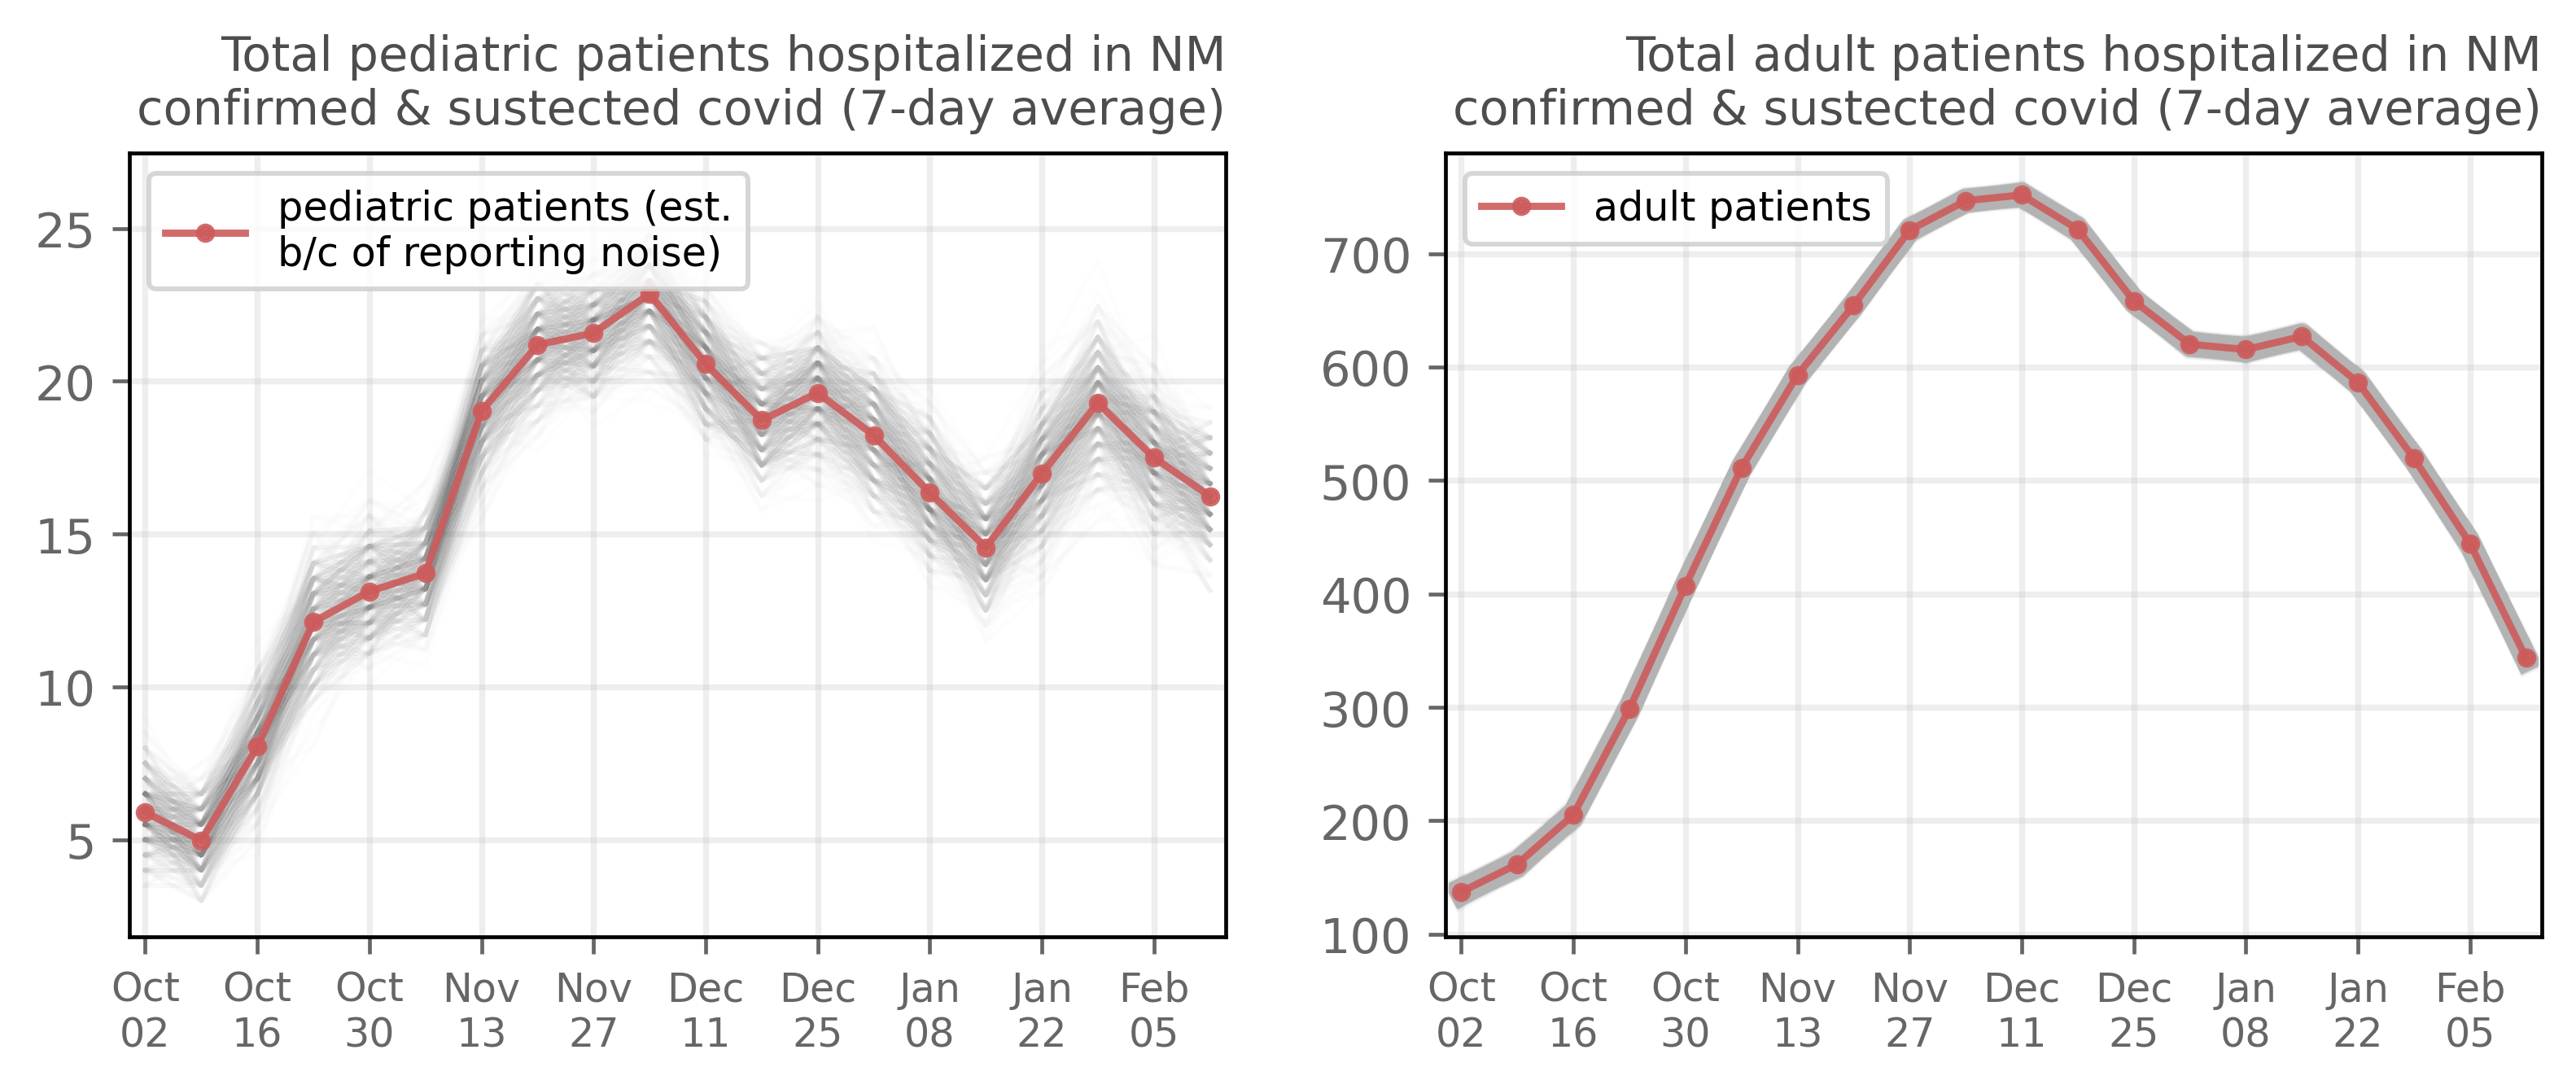 Total pediatric patients hospitalized in NM
confirmed & sustected covid (7-day average)
pediatric patients (est.
b/c of reporting noise)
25
20
15
10
5
Oct Oct Oct Nov Nov Dec Dec Jan Jan Feb
02 16 30 13 27 11 25 08 22 05
Total adult patients hospitalized in NM
confirmed & sustected covid (7-day average)
adult patients
700
600
500
400
300
200
100
Oct Oct Oct Nov Nov Dec Dec Jan Jan Feb
02 16 30 13 27 11 25 08 22 05